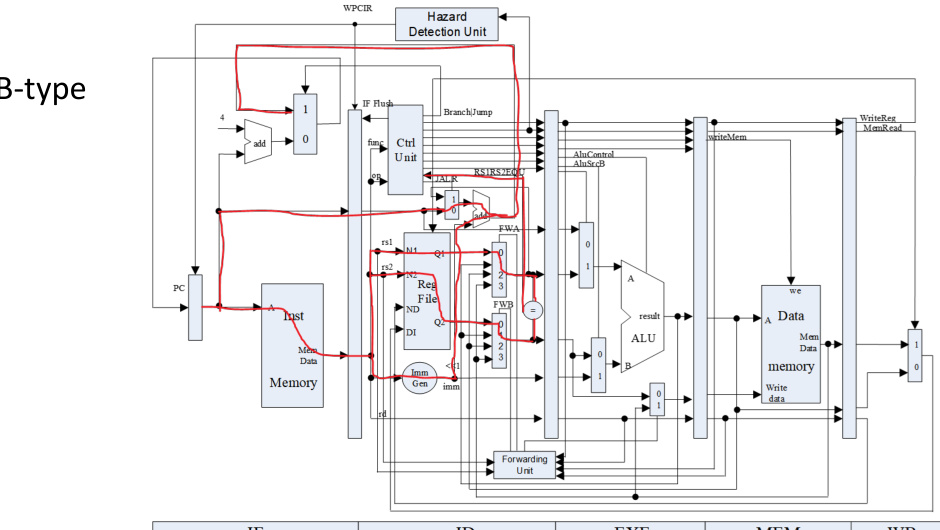 WPCIR
Hazard
Detection Unit
B-type
IF Flush
Branch|Jump
1
0
4
add
Ctrl
Unit
func
op
WriteReg
MemRead
writeMem
AluControl
AluSrcB
RS1RS2EQU
JALR
1
0
add
FWA
rs1
N1
Q1
0
0
rs2
N2
2
1
A
PC
3
we
Reg
File
A
Inst
ND
FWB
result
A
Data
=
Q2
0
DI
1
ALU
Mem
Data
1
Mem
Data
2
0
B
memory
Memory
3
1
0
Imm
Gen
<<1
imm
0
1
Write
data
rd
Forwarding
Unit
IF
ID
EXE
MEM
WB